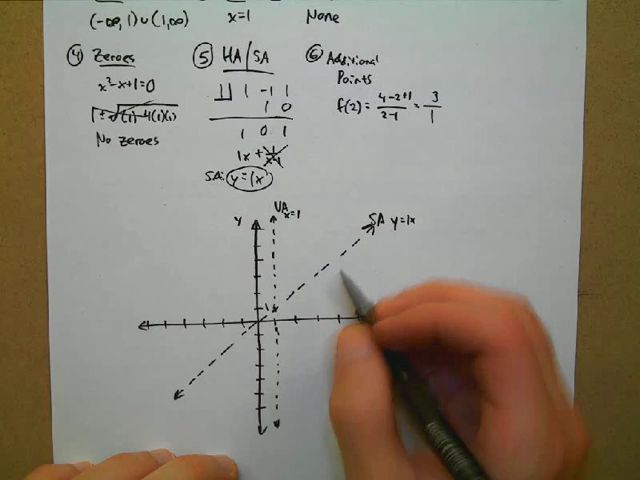 (-∞, 1) ∪ (1, ∞) x=1 None
④ Zeroes
x²-x+1=0
No zeroes
⑤ HA/SA
1 1 -1 1
1 0
1 0 1
1x +
SA: y=1x
⑥ Additional
Points
f(2) = 4-2+1/2-1 = 3/1
y
VA x=1
SA y=1x